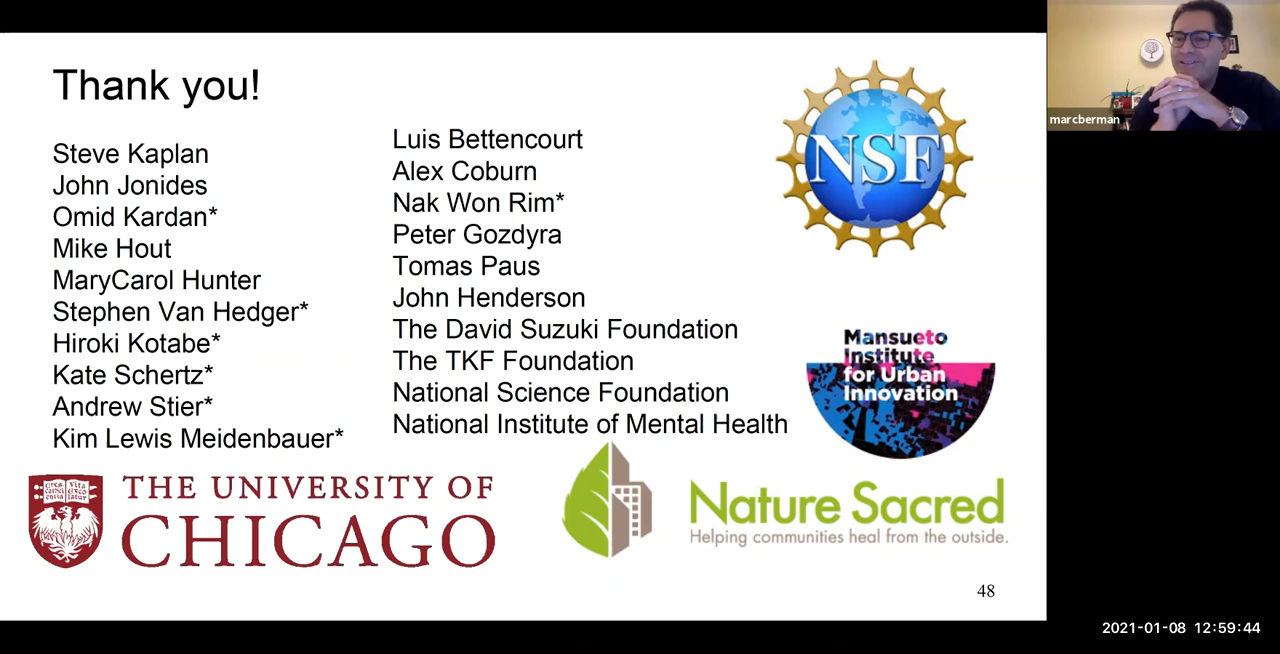 Thank you!
Steve Kaplan
John Jonides
Omid Kardan*
Mike Hout
MaryCarol Hunter
Stephen Van Hedger*
Hiroki Kotabe*
Kate Schertz*
Andrew Stier*
Kim Lewis Meidenbauer*
Luis Bettencourt
Alex Coburn
Nak Won Rim*
Peter Gozdyra
Tomas Paus
John Henderson
The David Suzuki Foundation
The TKF Foundation
National Science Foundation
National Institute of Mental Health
NSF
Mansueto
Institute
for Urban
Innovation
THE UNIVERSITY OF
CHICAGO
Nature Sacred
Helping communities heal from the outside.
48
marcberman
2021-01-08 12:59:44